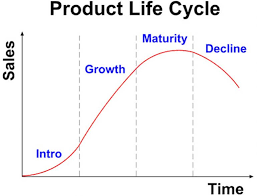 Product Life Cycle
Sales
Intro
Growth
Maturity
Decline
Time